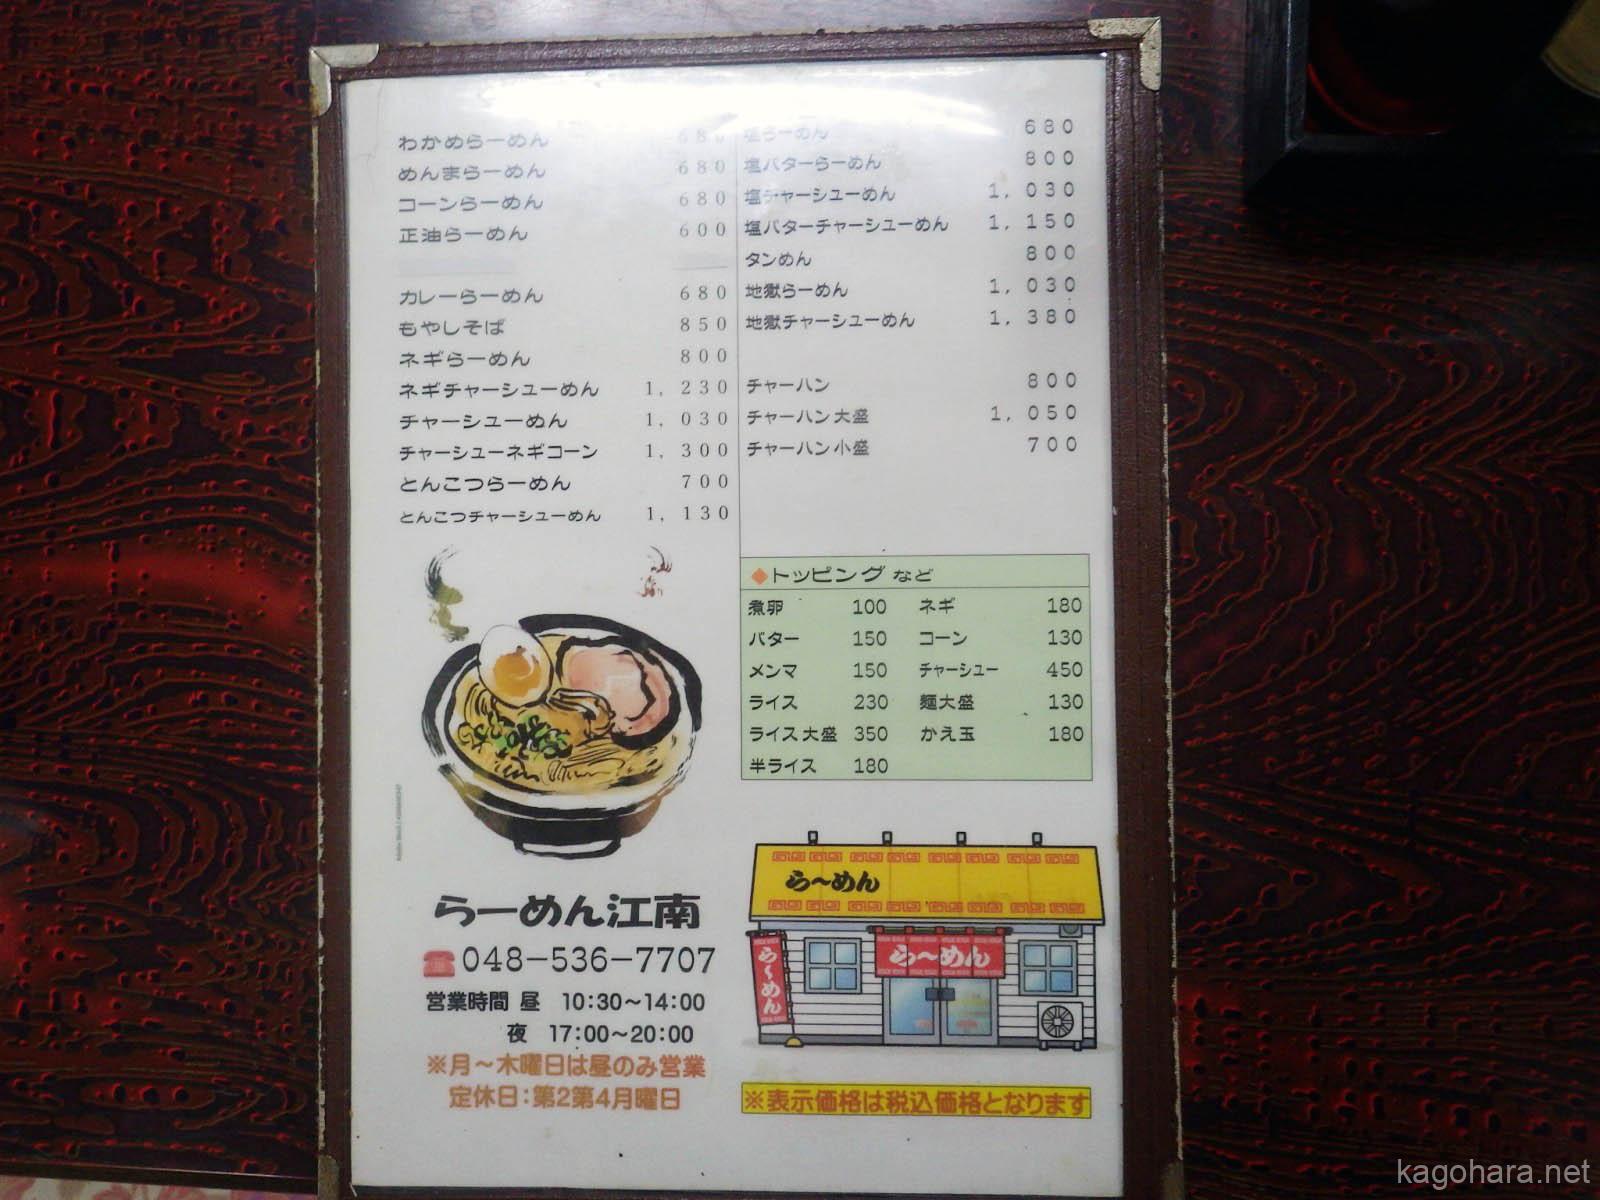 わかめらーめん 680
めんまらーめん 680
コーンらーめん 680
正油らーめん 600
カレーらーめん 680
もやしそば 850
ネギらーめん 800
ネギチャーシューめん 1,230
チャーシューめん 1,030
チャーシューネギコーン 1,300
とんこつらーめん 700
とんこつチャーシューめん 1,130
塩らーめん 680
塩バターらーめん 800
塩チャーシューめん 1,030
塩バターチャーシューめん 1,150
タンめん 800
地獄らーめん 1,030
地獄チャーシューめん 1,380
チャーハン 800
チャーハン大盛 1,050
チャーハン小盛 700
◆トッピング など
煮卵 100 ネギ 180
バター 150 コーン 130
メンマ 150 チャーシュー 450
ライス 230 麺大盛 130
ライス大盛 350 かえ玉 180
半ライス 180
らーめん江南
☎048-536-7707
営業時間 昼 10:30～14:00
夜 17:00～20:00
※月～木曜日は昼のみ営業
定休日:第2第4月曜日
ら～めん
ら～めん
ら～めん
※表示価格は税込価格となります
kagohara.net